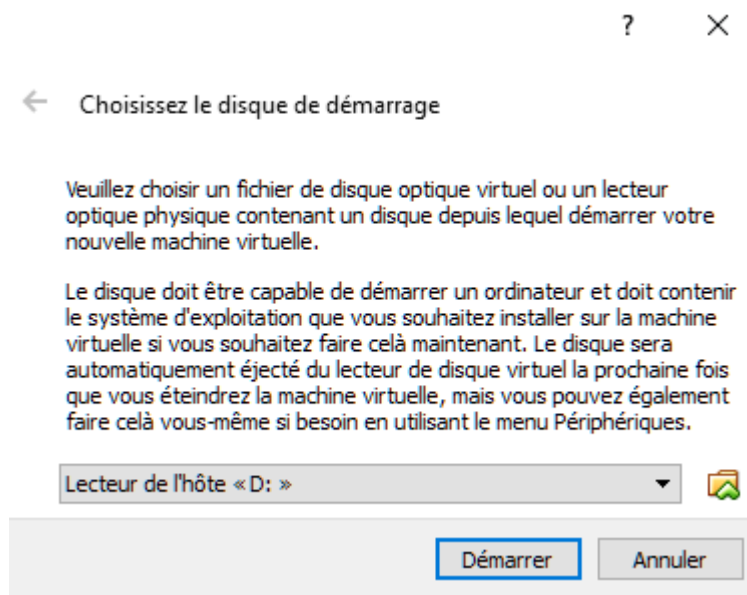 ?
Choisissez le disque de démarrage
Veuillez choisir un fichier de disque optique virtuel ou un lecteur
optique physique contenant un disque depuis lequel démarrer votre
nouvelle machine virtuelle.
Le disque doit être capable de démarrer un ordinateur et doit contenir
le système d'exploitation que vous souhaitez installer sur la machine
virtuelle si vous souhaitez faire celà maintenant. Le disque sera
automatiquement éjecté du lecteur de disque virtuel la prochaine fois
que vous éteindrez la machine virtuelle, mais vous pouvez également
faire celà vous-même si besoin en utilisant le menu Périphériques.
Lecteur de l'hôte « D: »
Démarrer Annuler